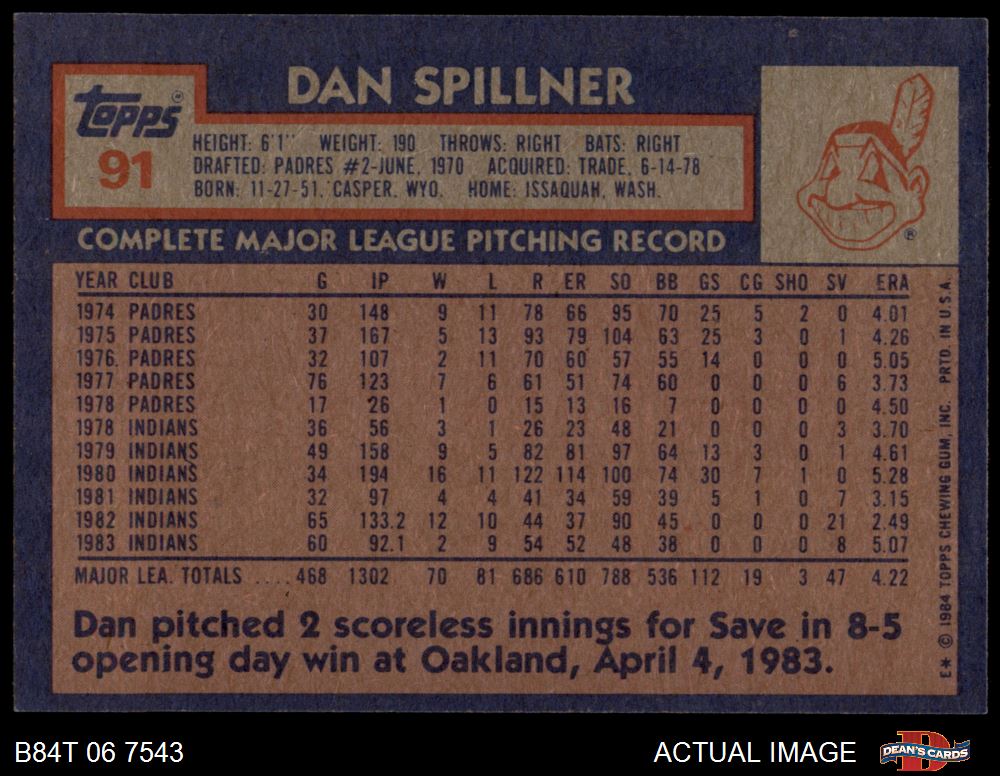 DAN SPILLNER
TOPPS®
91
HEIGHT: 6'1" WEIGHT: 190 THROWS: RIGHT BATS: RIGHT
DRAFTED: PADRES #2-JUNE, 1970 ACQUIRED: TRADE, 6-14-78
BORN: 11-27-51, CASPER, WYO. HOME: ISSAQUAH, WASH.
®
COMPLETE MAJOR LEAGUE PITCHING RECORD
YEAR CLUB G IP W L R ER SO BB GS CG SHO SV ERA
1974 PADRES 30 148 9 11 78 66 95 70 25 5 2 0 4.01
1975 PADRES 37 167 5 13 93 79 104 63 25 3 0 1 4.26
1976. PADRES 32 107 2 11 70 60 57 55 14 0 0 0 5.05
1977 PADRES 76 123 7 6 61 51 74 60 0 0 0 6 3.73
1978 PADRES 17 26 1 0 15 13 16 7 0 0 0 0 4.50
1978 INDIANS 36 56 3 1 26 23 48 21 0 0 0 3 3.70
1979 INDIANS 49 158 9 5 82 81 97 64 13 3 0 1 4.61
1980 INDIANS 34 194 16 11 122 114 100 74 30 7 1 0 5.28
1981 INDIANS 32 97 4 4 41 34 59 39 5 1 0 7 3.15
1982 INDIANS 65 133.2 12 10 44 37 90 45 0 0 0 21 2.49
1983 INDIANS 60 92.1 2 9 54 52 48 38 0 0 0 8 5.07
MAJOR LEA. TOTALS .... 468 1302 70 81 686 610 788 536 112 19 3 47 4.22
Dan pitched 2 scoreless innings for Save in 8-5
opening day win at Oakland, April 4, 1983.
E* © 1984 TOPPS CHEWING GUM, INC. PRTD. IN U.S.A.
B84T 06 7543
ACTUAL IMAGE
D
DEAN'S CARDS